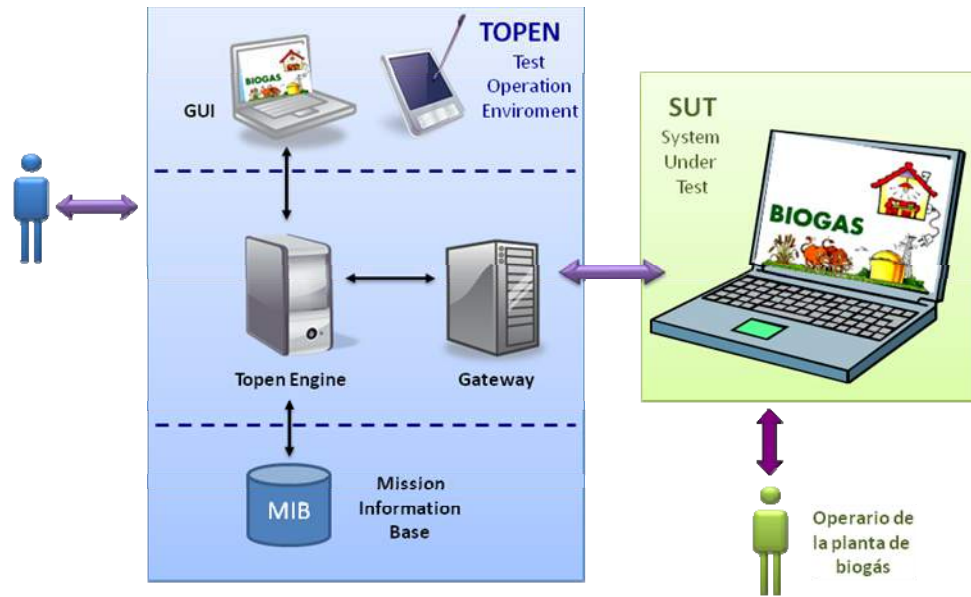 TOPEN
Test
Operation
Enviroment
BIOGAS
GUI
SUT
System
Under
Test
BIOGAS
Topen Engine
Gateway
MIB
Mission
Information
Base
Operario de
la planta de
biogás